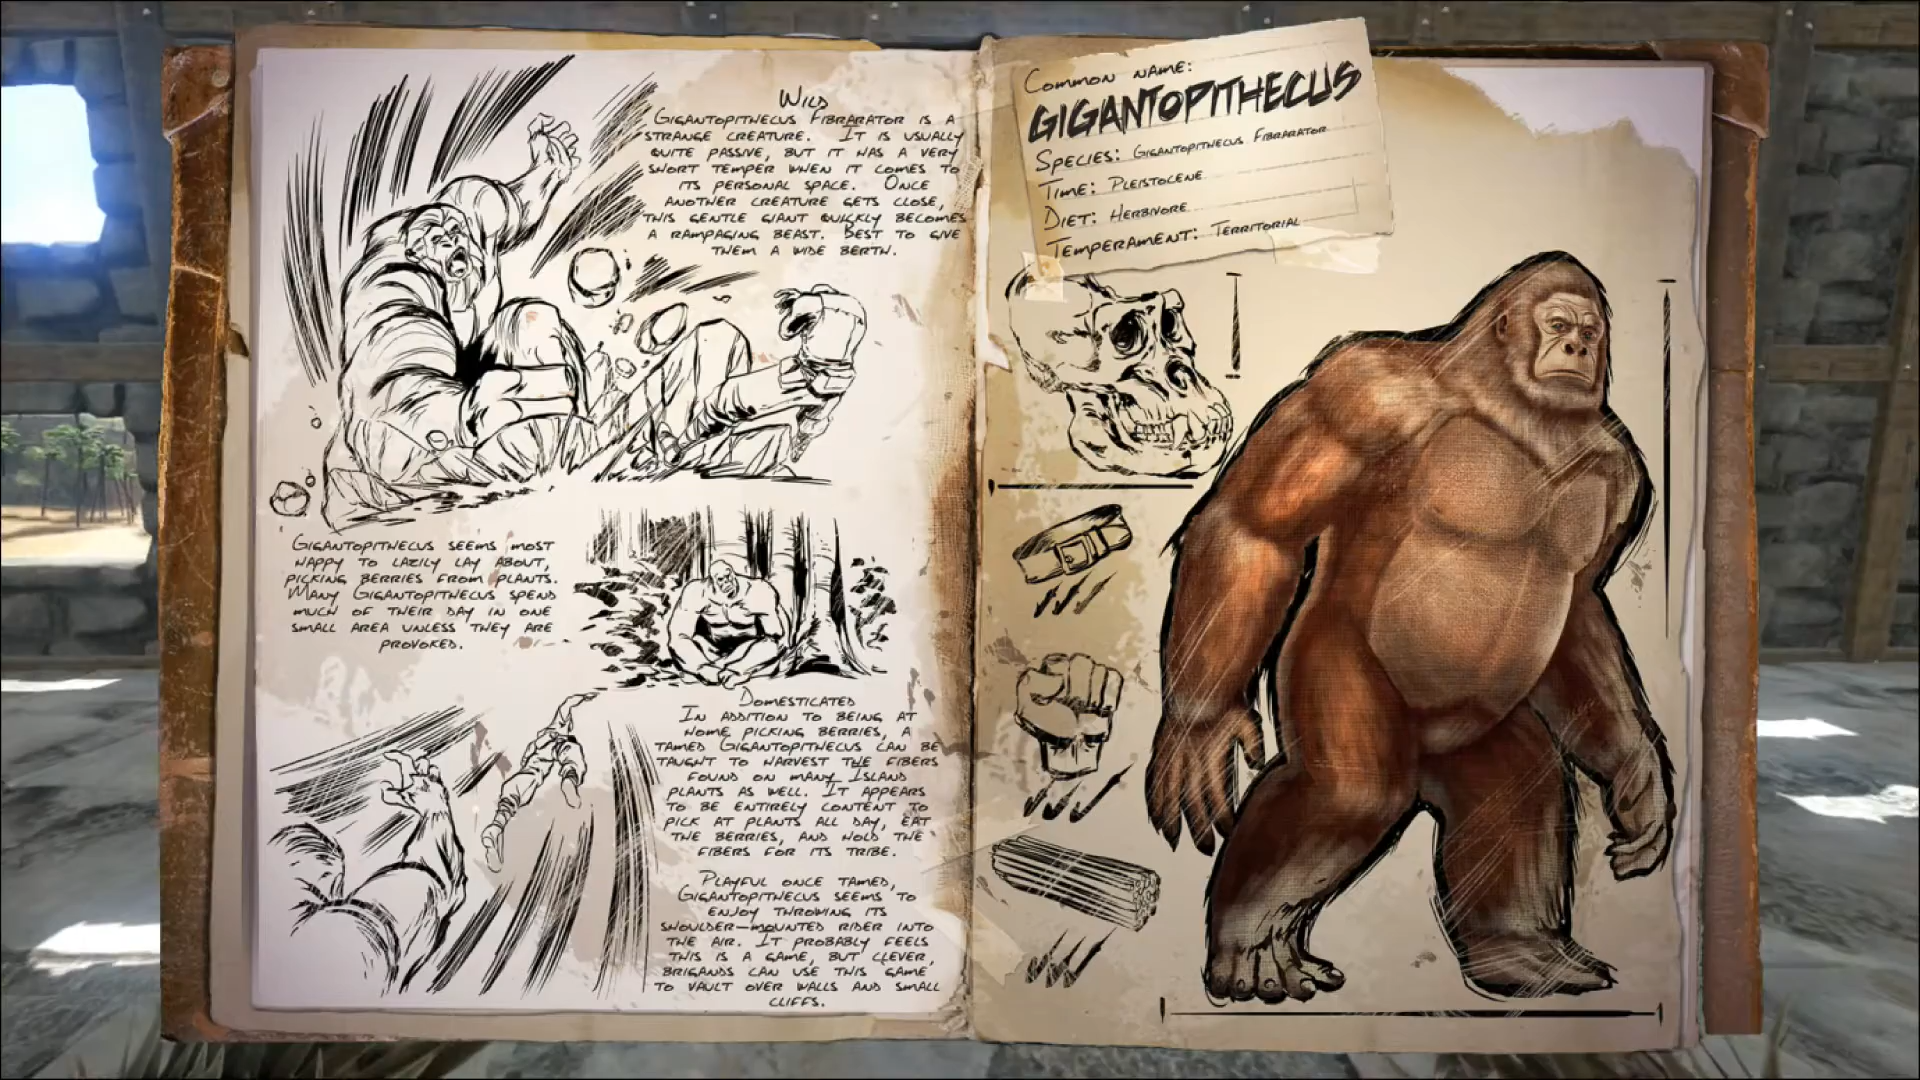 Wild
Gigantopithecus Fibrarator is a
strange creature. It is usually
quite passive, but it has a very
short temper when it comes to
its personal space. Once
another creature gets close,
this gentle giant quickly becomes
a rampaging beast. Best to give
them a wide berth.
Gigantopithecus seems most
happy to lazily lay about,
picking berries from plants.
Many Gigantopithecus spend
much of their day in one
small area unless they are
provoked.
Domesticated
In addition to being at
home picking berries, a
tamed Gigantopithecus can be
taught to harvest the fibers
found on many Island
plants as well. It appears
to be entirely content to
pick at plants all day, eat
the berries, and hold the
fibers for its tribe.
Playful once tamed,
Gigantopithecus seems to
enjoy throwing its
shoulder-mounted rider into
the air. It probably feels
this is a game, but clever,
brigands can use this game
to vault over walls and small
cliffs.
Common name:
GIGANTOPITHECUS
Species: Gigantopithecus Fibrarator
Time: Pleistocene
Diet: Herbivore
Temperament: Territorial